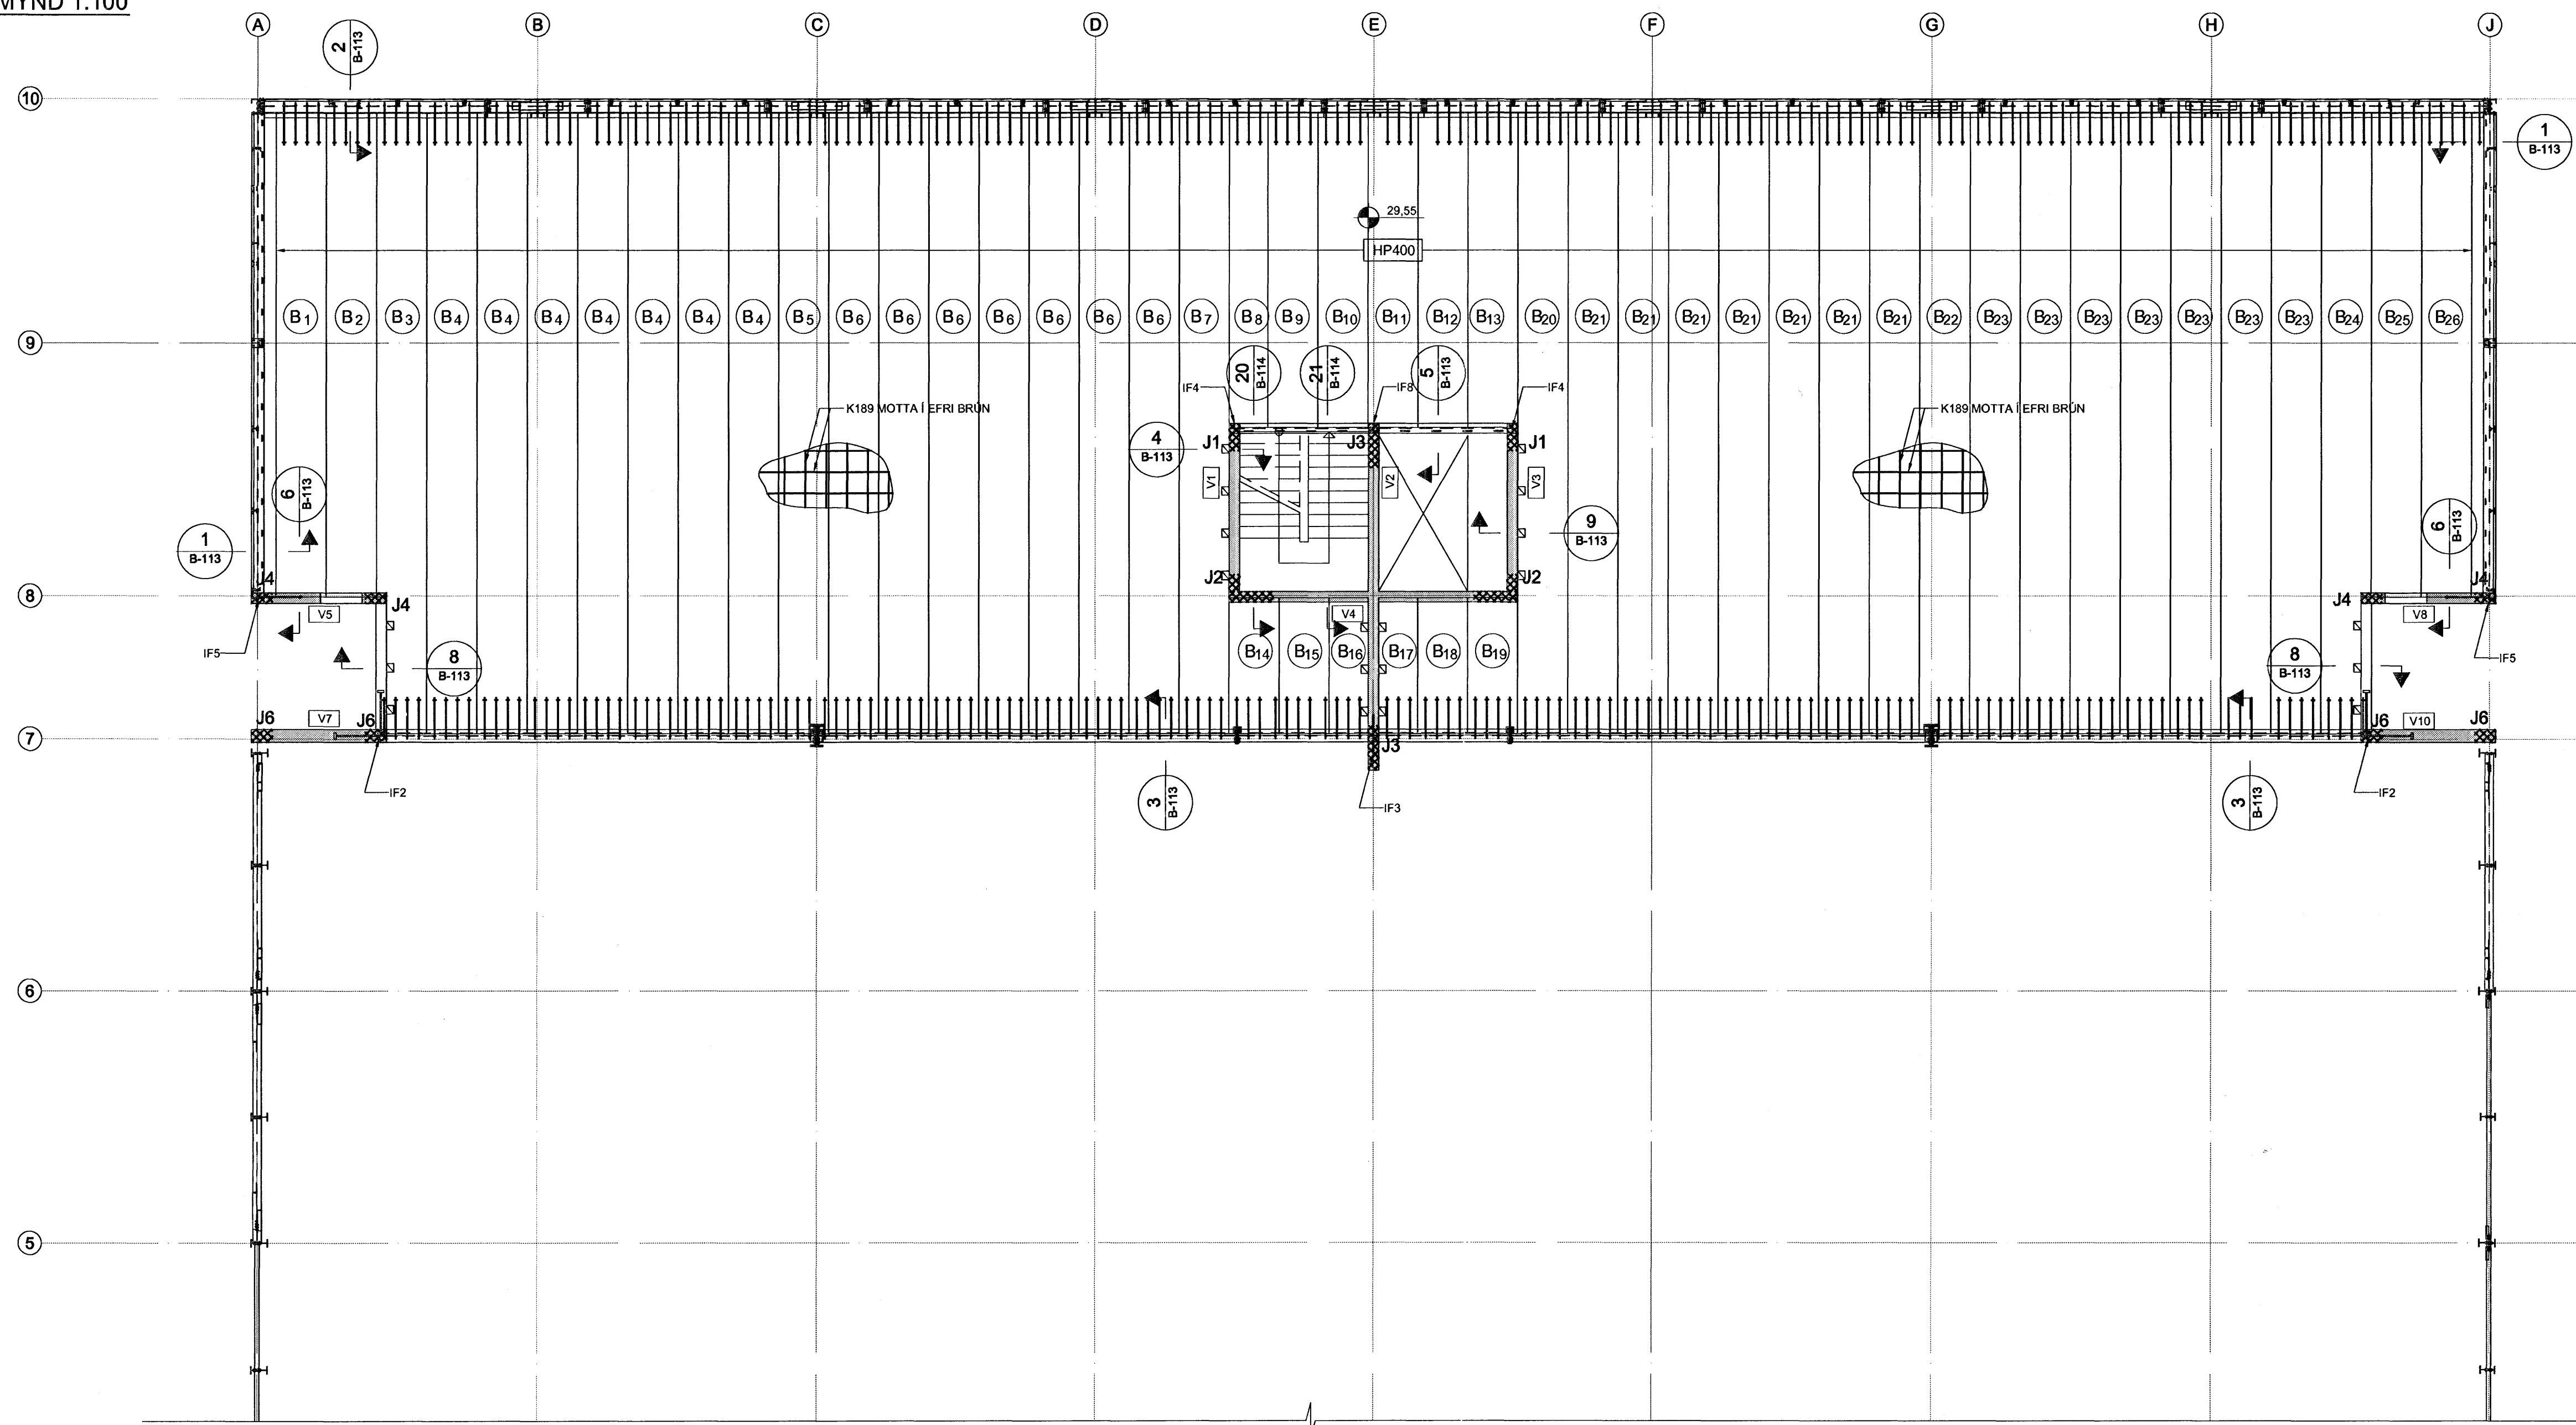 MYND 1:100
A B C D E F G H J
2
B-113
10
1
B-113
29,55
HP400
B1 B2 B3 B4 B4 B4 B4 B4 B4 B4 B5 B6 B6 B6 B6 B6 B6 B6 B7 B8 B9 B10 B11 B12 B13 B20 B21 B21 B21 B21 B21 B21 B21 B22 B23 B23 B23 B23 B23 B23 B23 B24 B25 B26
9
20
B-114
21
B-114
5
B-113
IF4
IF8
IF4
K189 MOTTA Í EFRI BRÚN
K189 MOTTA Í EFRI BRÚN
4
B-113
J1
J3
J1
V1
V2
V3
6
B-113
6
B-113
1
B-113
9
B-113
J4
J2
J2
J4
8
J4
J4
V5
V4
V8
IF5
IF5
8
B-113
B14 B15 B16 B17 B18 B19
8
B-113
J6
V7
J6
J6
V10
J6
7
J3
IF2
IF3
IF2
3
B-113
3
B-113
6
5